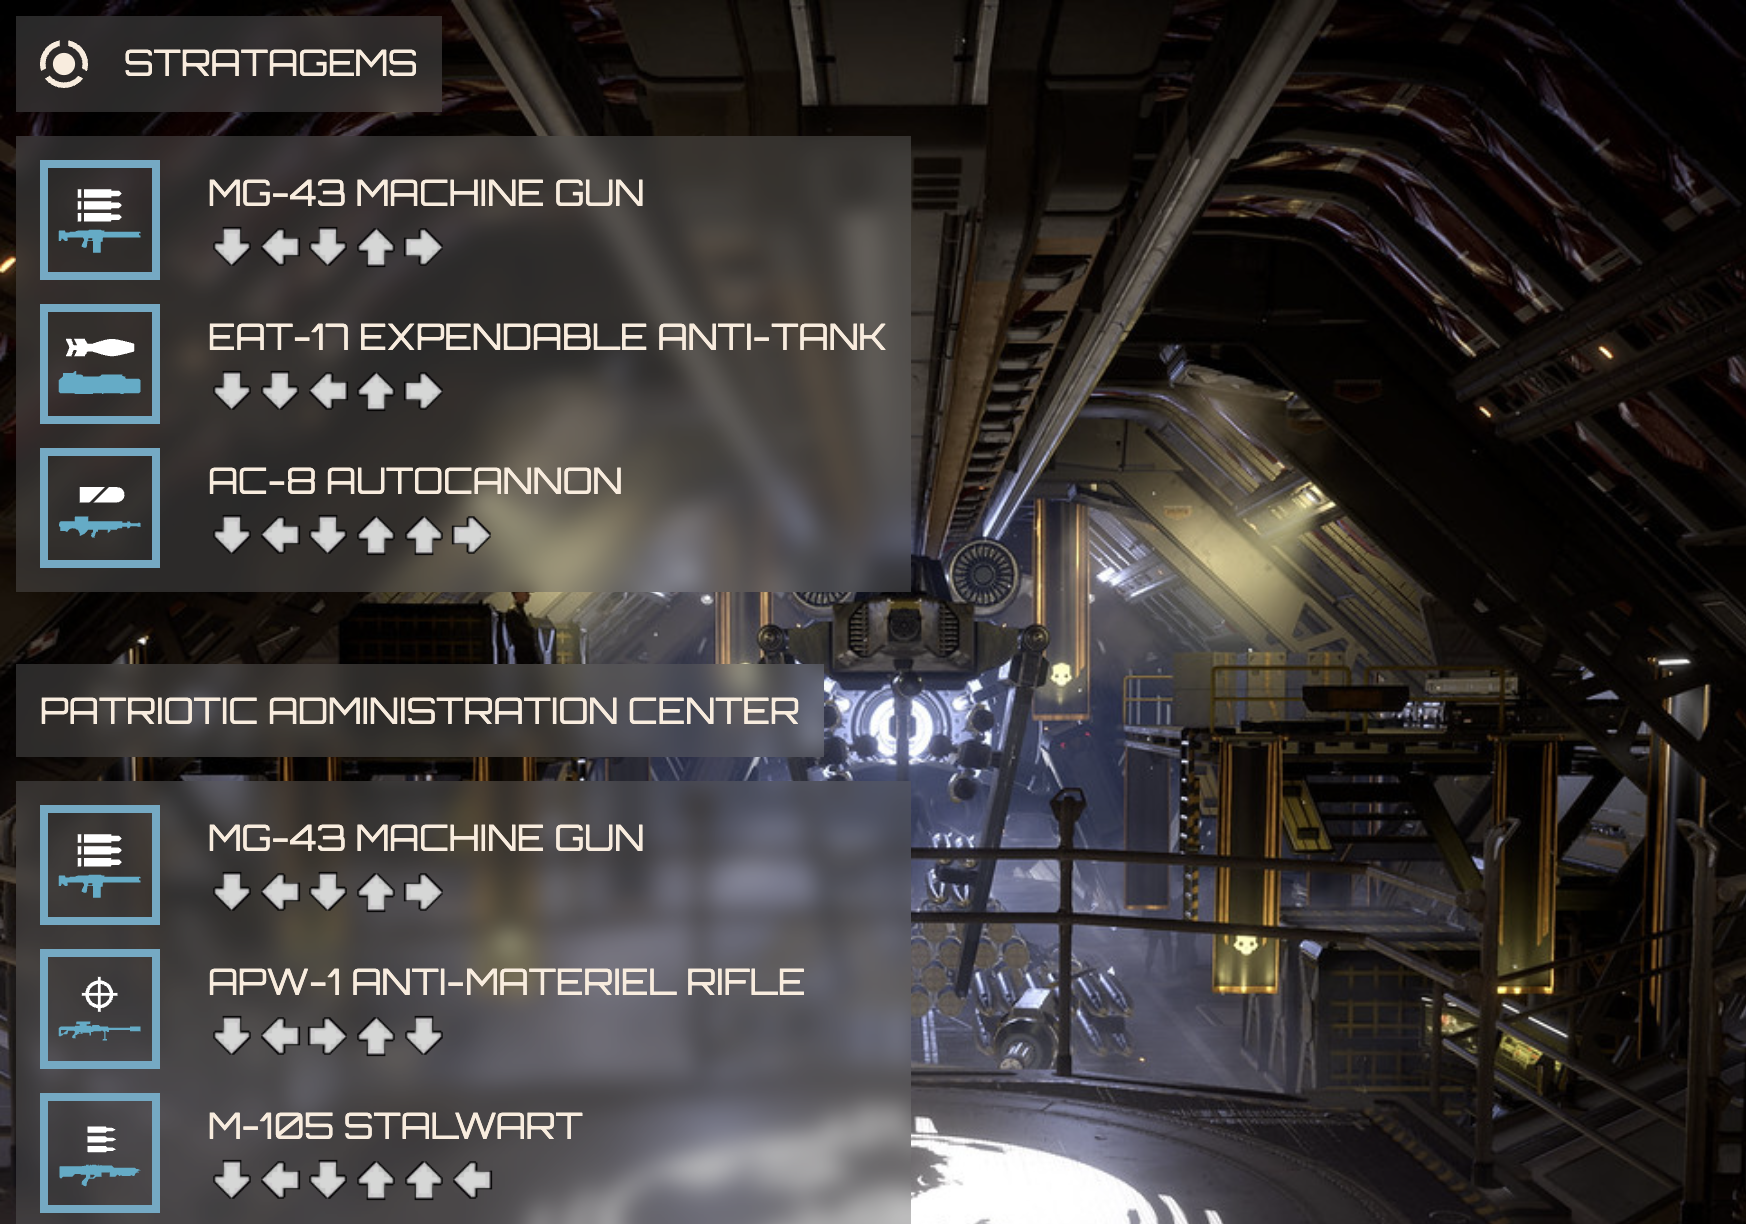 STRATAGEMS
MG-43 MACHINE GUN
EAT-17 EXPENDABLE ANTI-TANK
AC-8 AUTOCANNON
PATRIOTIC ADMINISTRATION CENTER
MG-43 MACHINE GUN
APW-1 ANTI-MATERIEL RIFLE
M-105 STALWART